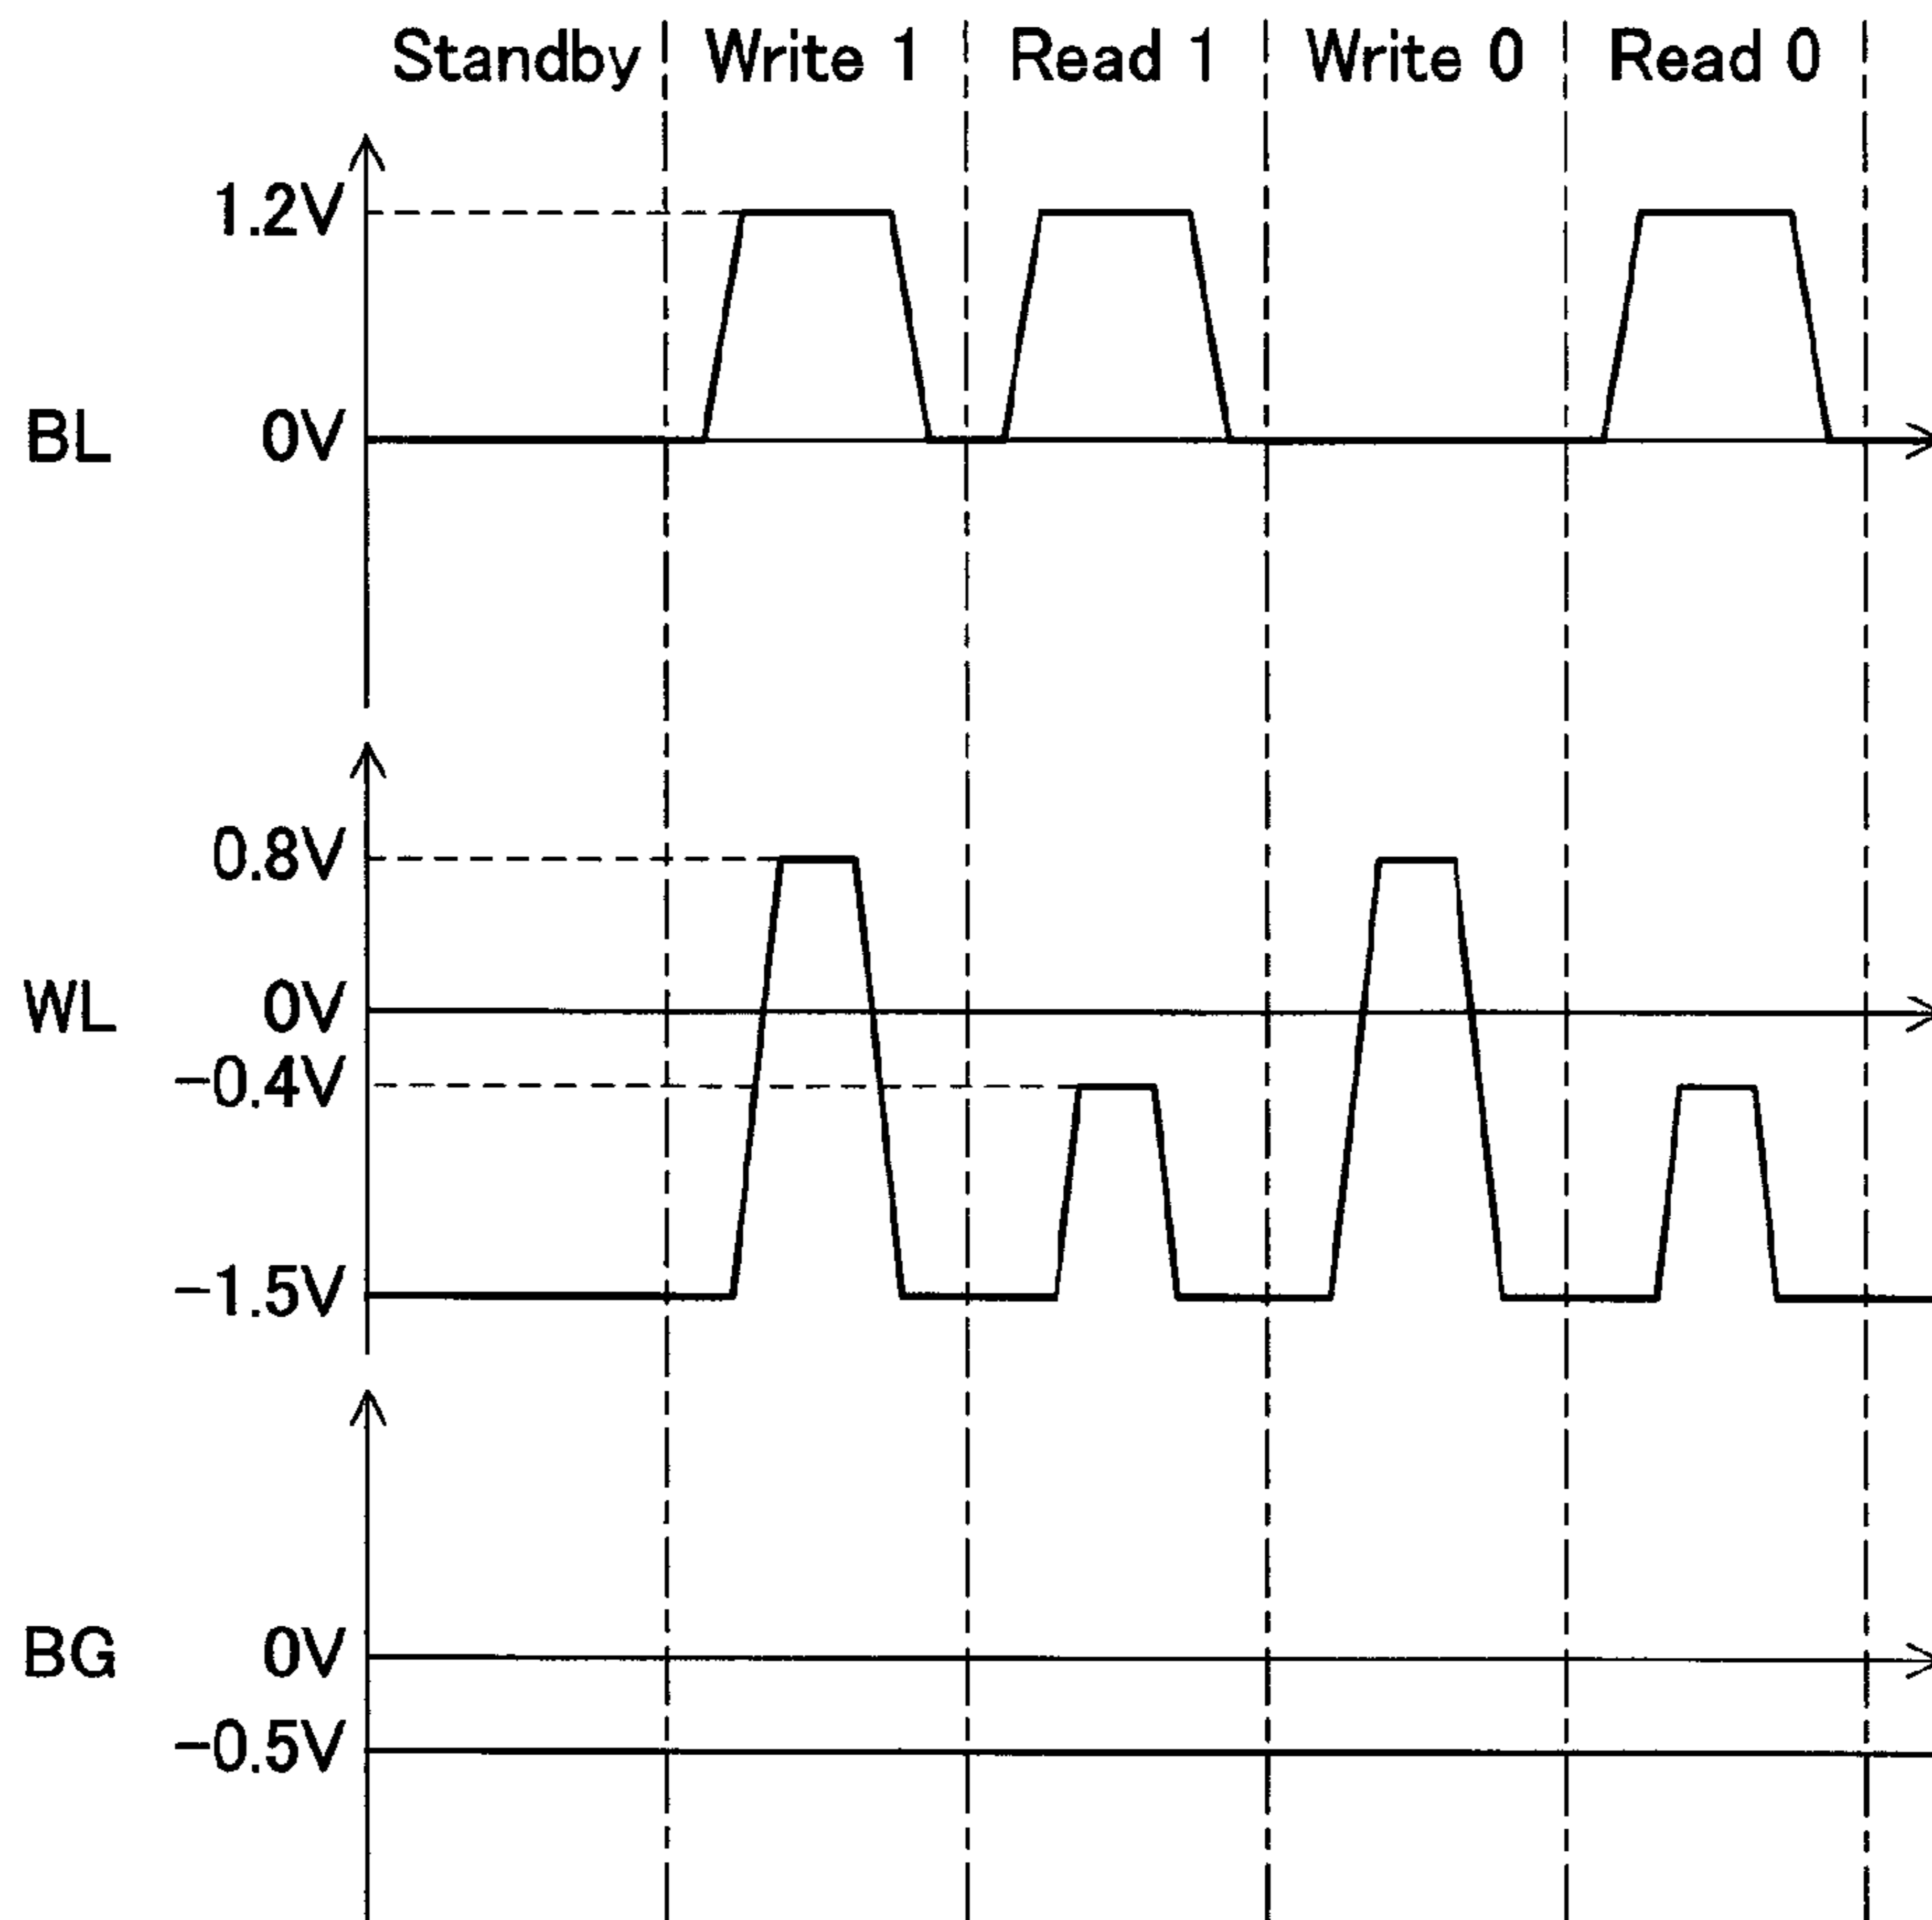 Standby Write 1 Read 1 Write 0 Read 0
1.2V
BL 0V
0.8V
WL 0V
−0.4V
−1.5V
BG 0V
−0.5V